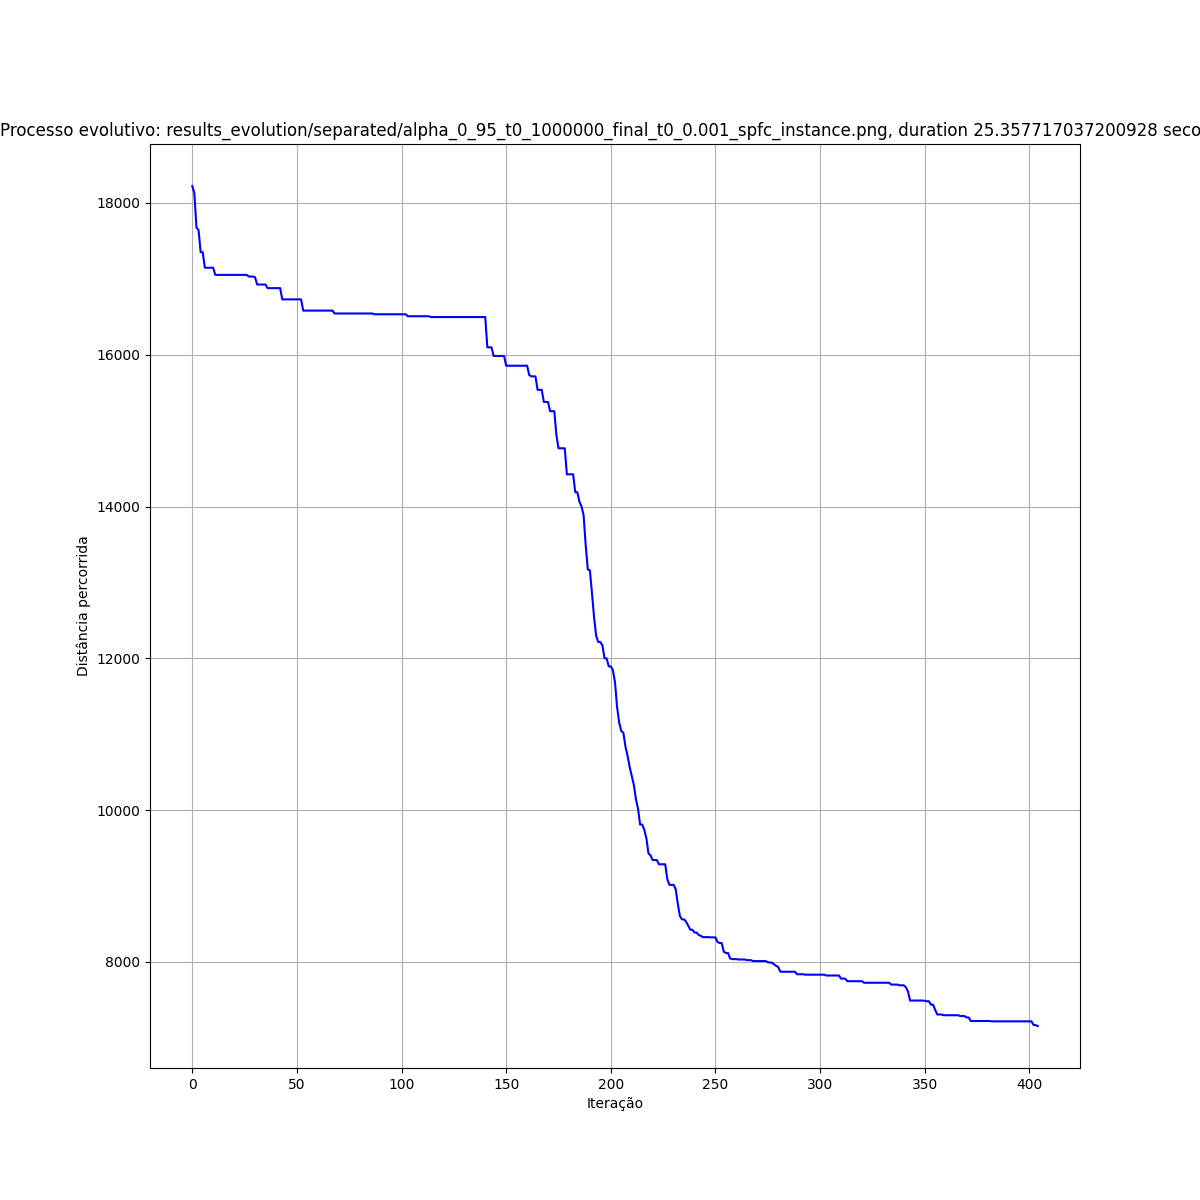 Processo evolutivo: results_evolution/separated/alpha_0_95_t0_1000000_final_t0_0.001_spfc_instance.png, duration 25.357717037200928 seco
18000
16000
14000
12000
10000
8000
Distância percorrida
0 50 100 150 200 250 300 350 400
Iteração